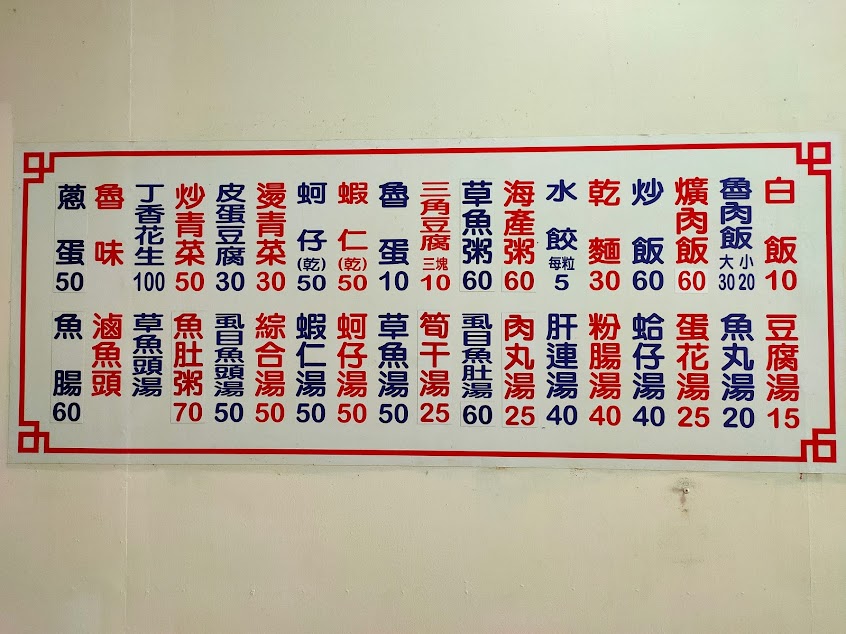 白飯 10
魯肉飯 大30 小20
爌肉飯 60
炒飯 60
乾麵 30
水餃 每粒 5
海產粥 60
草魚粥 60
三角豆腐 三塊 10
魯蛋 10
蝦仁(乾) 50
蚵仔(乾) 50
燙青菜 30
皮蛋豆腐 30
炒青菜 50
丁香花生 100
魯味
蔥蛋 50
豆腐湯 15
魚丸湯 20
蛋花湯 25
蛤仔湯 40
粉腸湯 40
肝連湯 40
肉丸湯 25
虱目魚肚湯 60
筍干湯 25
草魚湯 50
蚵仔湯 50
蝦仁湯 50
綜合湯 50
虱目魚頭湯 50
魚肚粥 70
草魚頭湯
滷魚頭
魚腸 60